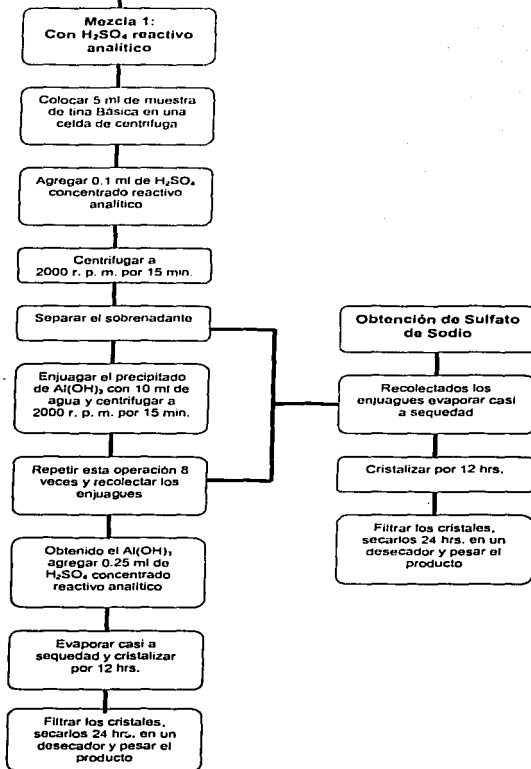 Mezcla 1:
Con H₂SO₄ reactivo
analítico
Colocar 5 ml de muestra
de tina Básica en una
celda de centrifuga
Agregar 0.1 ml de H₂SO₄
concentrado reactivo
analítico
Centrifugar a
2000 r. p. m. por 15 min.
Separar el sobrenadante
Enjuagar el precipitado
de Al(OH)₃ con 10 ml de
agua y centrifugar a
2000 r. p. m. por 15 min.
Repetir esta operación 8
veces y recolectar los
enjuagues
Obtenido el Al(OH)₃
agregar 0.25 ml de
H₂SO₄ concentrado
reactivo analítico
Evaporar casi a
sequedad y cristalizar
por 12 hrs.
Filtrar los cristales,
secarlos 24 hrs. en un
desecador y pesar el
producto
Obtención de Sulfato
de Sodio
Recolectados los
enjuagues evaporar casi
a sequedad
Cristalizar por 12 hrs.
Filtrar los cristales,
secarlos 24 hrs. en un
desecador y pesar el
producto